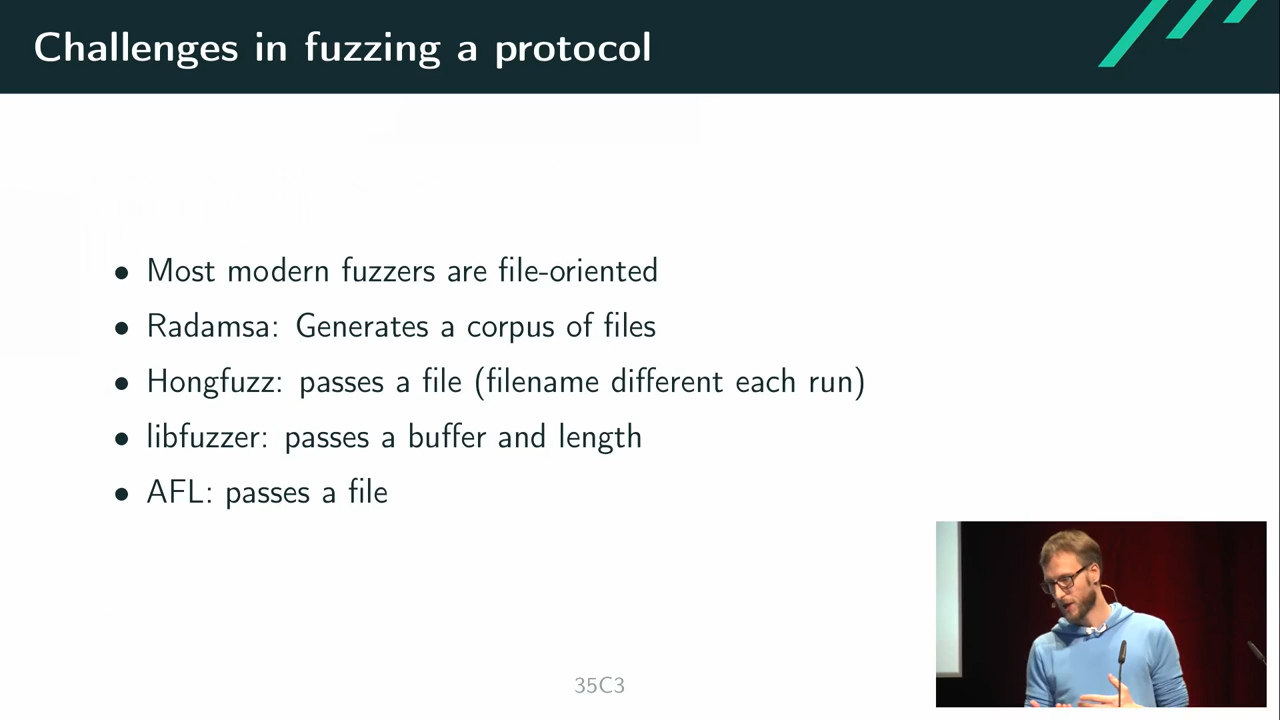 Challenges in fuzzing a protocol
• Most modern fuzzers are file-oriented
• Radamsa: Generates a corpus of files
• Hongfuzz: passes a file (filename different each run)
• libfuzzer: passes a buffer and length
• AFL: passes a file
35C3